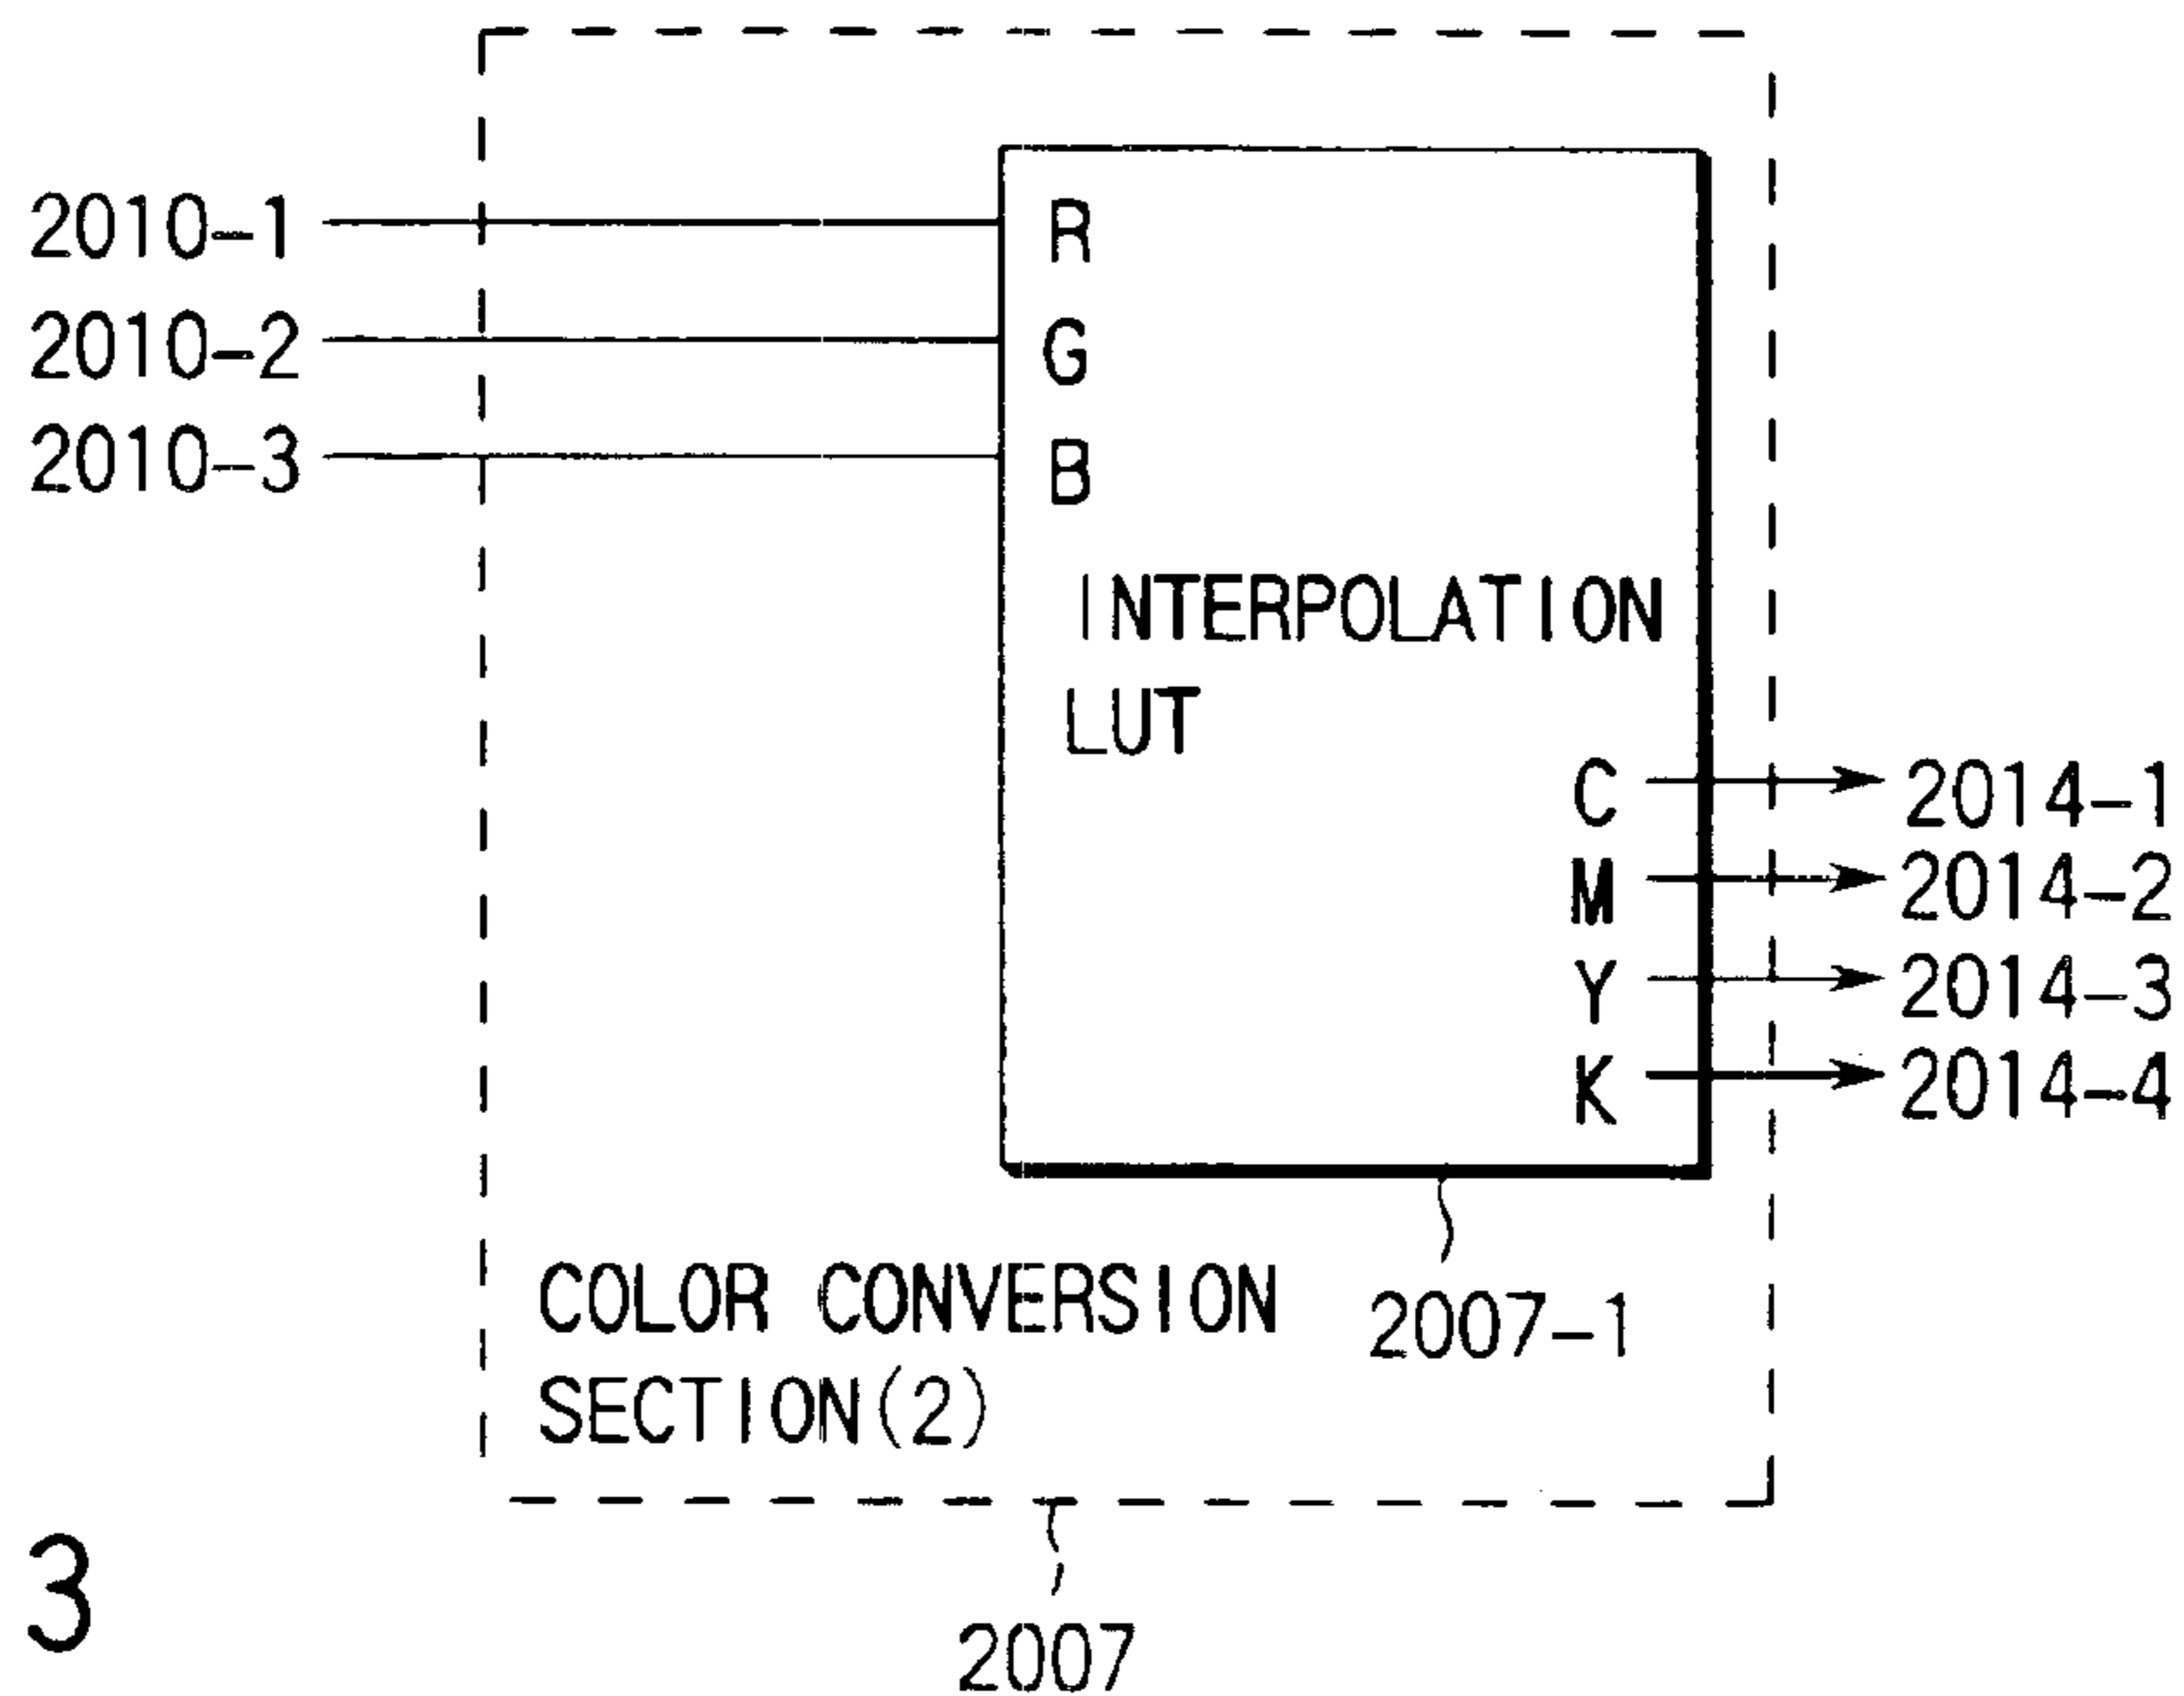 2010-1
R
2010-2
G
2010-3
B
INTERPOLATION
LUT
C
2014-1
M
2014-2
Y
2014-3
K
2014-4
COLOR CONVERSION
SECTION(2)
2007-1
3
2007